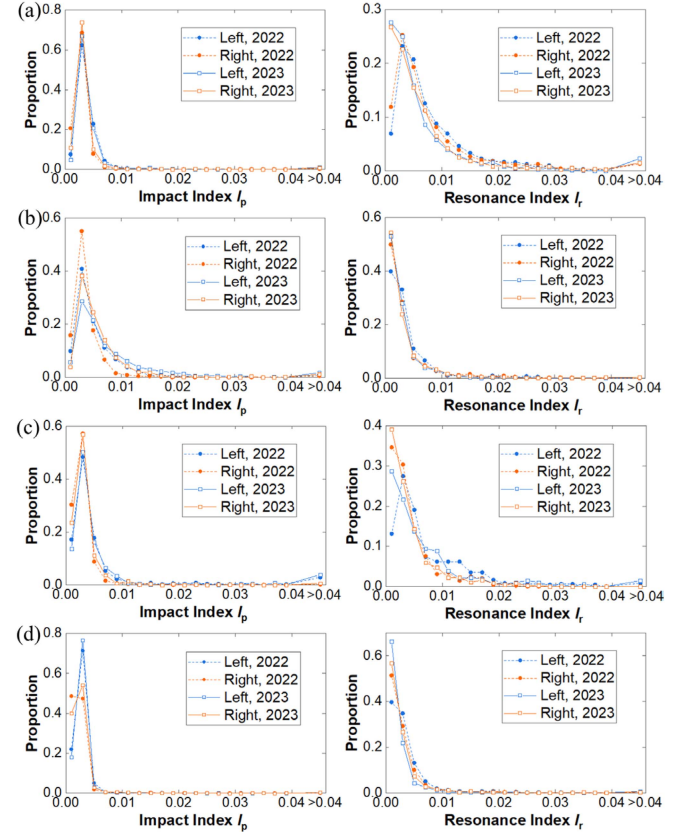 (a)
0.8
0.6
0.4
0.2
0.0
Proportion
Left, 2022
Right, 2022
Left, 2023
Right, 2023
0.00 0.01 0.02 0.03 0.04 >0.04
Impact Index Ip
0.3
0.2
0.1
0.0
Proportion
Left, 2022
Right, 2022
Left, 2023
Right, 2023
0.00 0.01 0.02 0.03 0.04 >0.04
Resonance Index Ir
(b)
0.6
0.4
0.2
0.0
Proportion
Left, 2022
Right, 2022
Left, 2023
Right, 2023
0.00 0.01 0.02 0.03 0.04 >0.04
Impact Index Ip
0.6
0.4
0.2
0.0
Proportion
Left, 2022
Right, 2022
Left, 2023
Right, 2023
0.00 0.01 0.02 0.03 0.04 >0.04
Resonance Index Ir
(c)
0.6
0.4
0.2
0.0
Proportion
Left, 2022
Right, 2022
Left, 2023
Right, 2023
0.00 0.01 0.02 0.03 0.04 >0.04
Impact Index Ip
0.4
0.3
0.2
0.1
0.0
Proportion
Left, 2022
Right, 2022
Left, 2023
Right, 2023
0.00 0.01 0.02 0.03 0.04 >0.04
Resonance Index Ir
(d)
0.8
0.6
0.4
0.2
0.0
Proportion
Left, 2022
Right, 2022
Left, 2023
Right, 2023
0.00 0.01 0.02 0.03 0.04 >0.04
Impact Index Ip
0.6
0.4
0.2
0.0
Proportion
Left, 2022
Right, 2022
Left, 2023
Right, 2023
0.00 0.01 0.02 0.03 0.04 >0.04
Resonance Index Ir